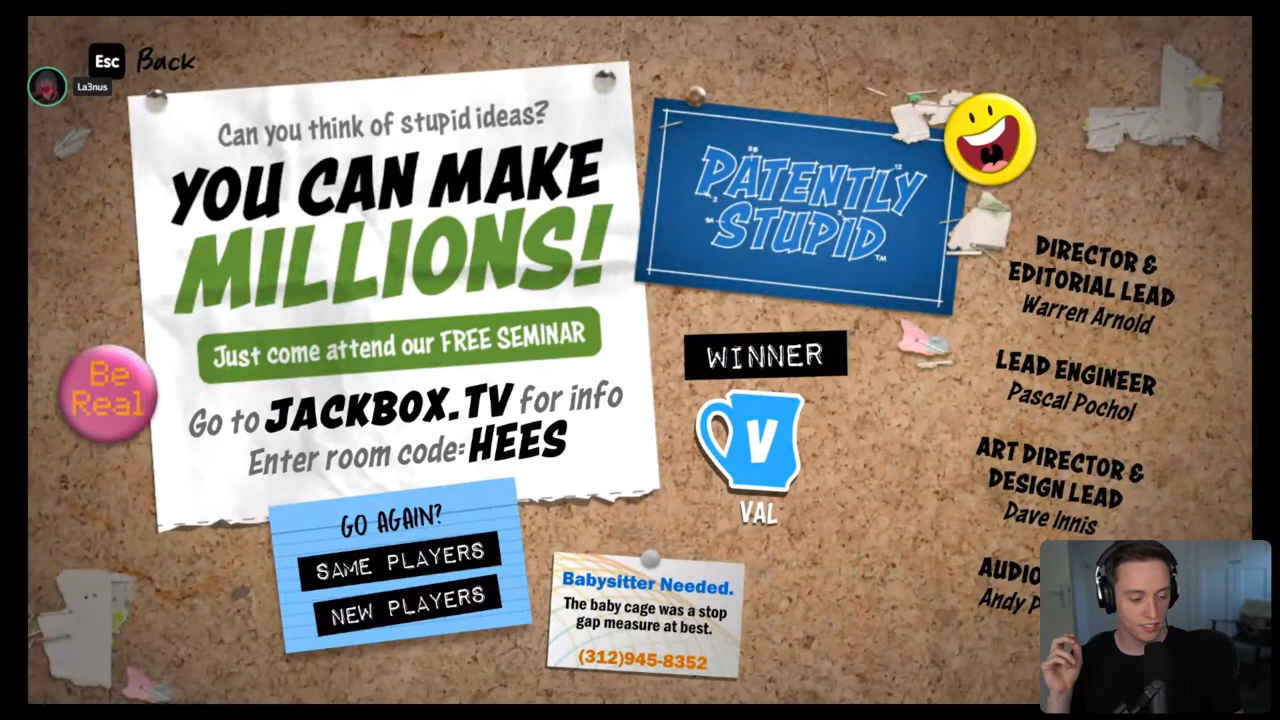 Esc Back
La3nus
Can you think of stupid ideas?
YOU CAN MAKE
MILLIONS!
Just come attend our FREE SEMINAR
Go to JACKBOX.TV for info
Enter room code: HEES
Be
Real
GO AGAIN?
SAME PLAYERS
NEW PLAYERS
PATENTLY
STUPID™
WINNER
V
VAL
Babysitter Needed.
The baby cage was a stop
gap measure at best.
(312)945-8352
DIRECTOR &
EDITORIAL LEAD
Warren Arnold
LEAD ENGINEER
Pascal Pochol
ART DIRECTOR &
DESIGN LEAD
Dave Innis
AUDIO
Andy